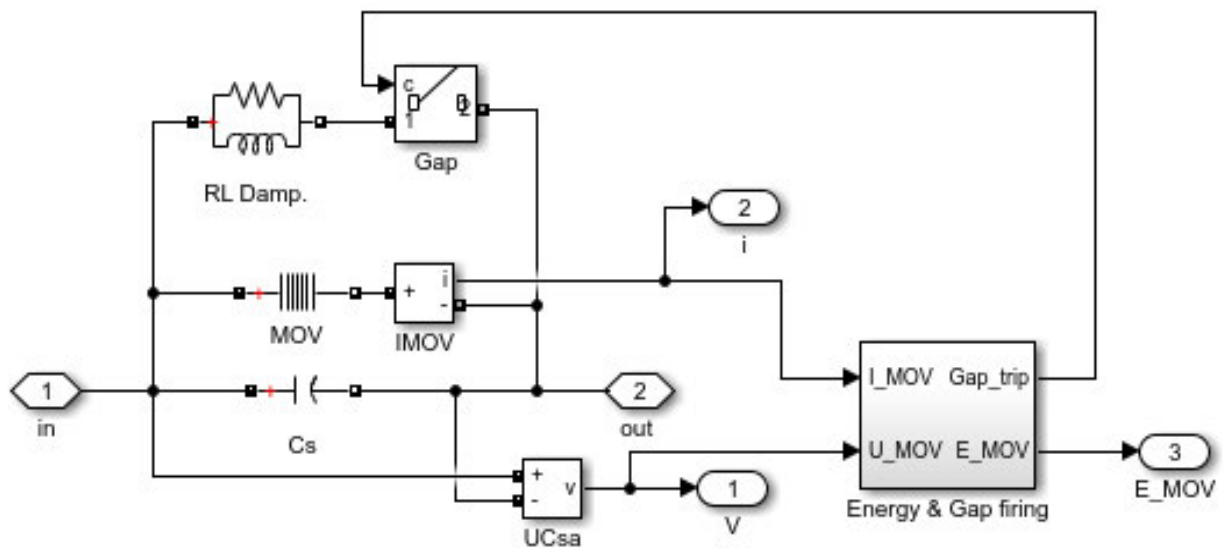 c
1
2
Gap
RL Damp.
2
i
+
i
-
MOV
IMOV
1
in
2
out
Cs
I_MOV Gap_trip
U_MOV E_MOV
Energy & Gap firing
3
E_MOV
+
v
-
UCsa
1
V